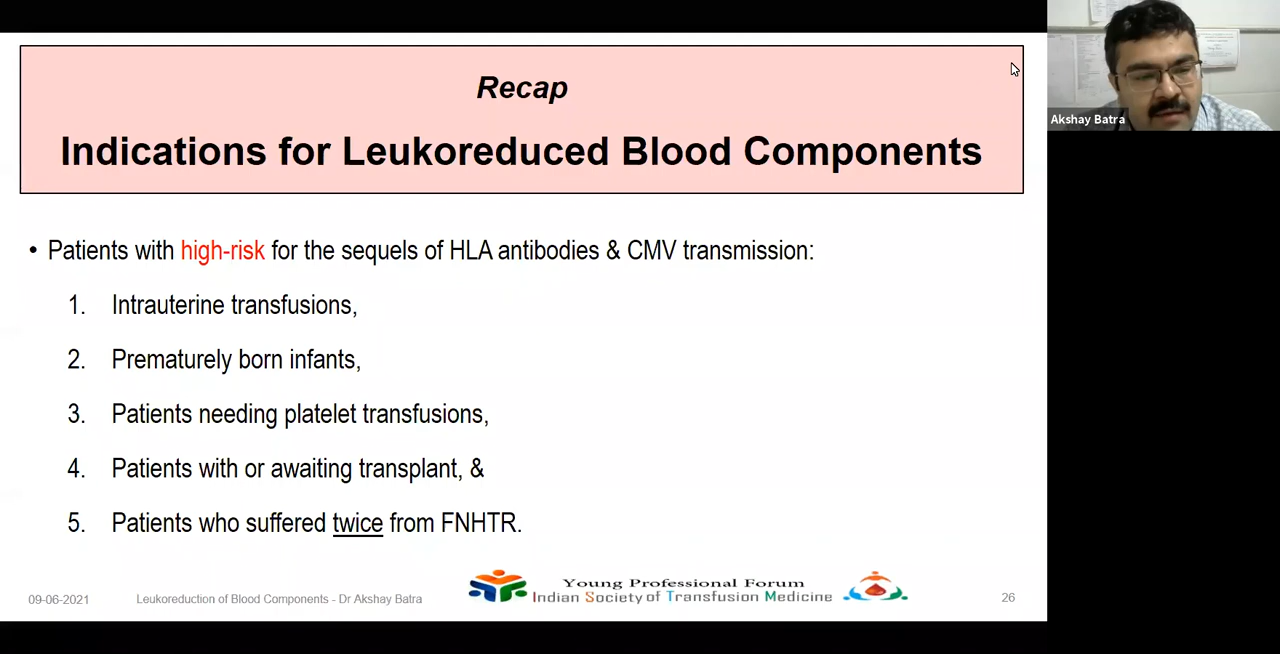 Recap
Indications for Leukoreduced Blood Components
Akshay Batra
• Patients with high-risk for the sequels of HLA antibodies & CMV transmission:
1. Intrauterine transfusions,
2. Prematurely born infants,
3. Patients needing platelet transfusions,
4. Patients with or awaiting transplant, &
5. Patients who suffered twice from FNHTR.
09-06-2021
Leukoreduction of Blood Components - Dr Akshay Batra
Young Professional Forum
Indian Society of Transfusion Medicine
26